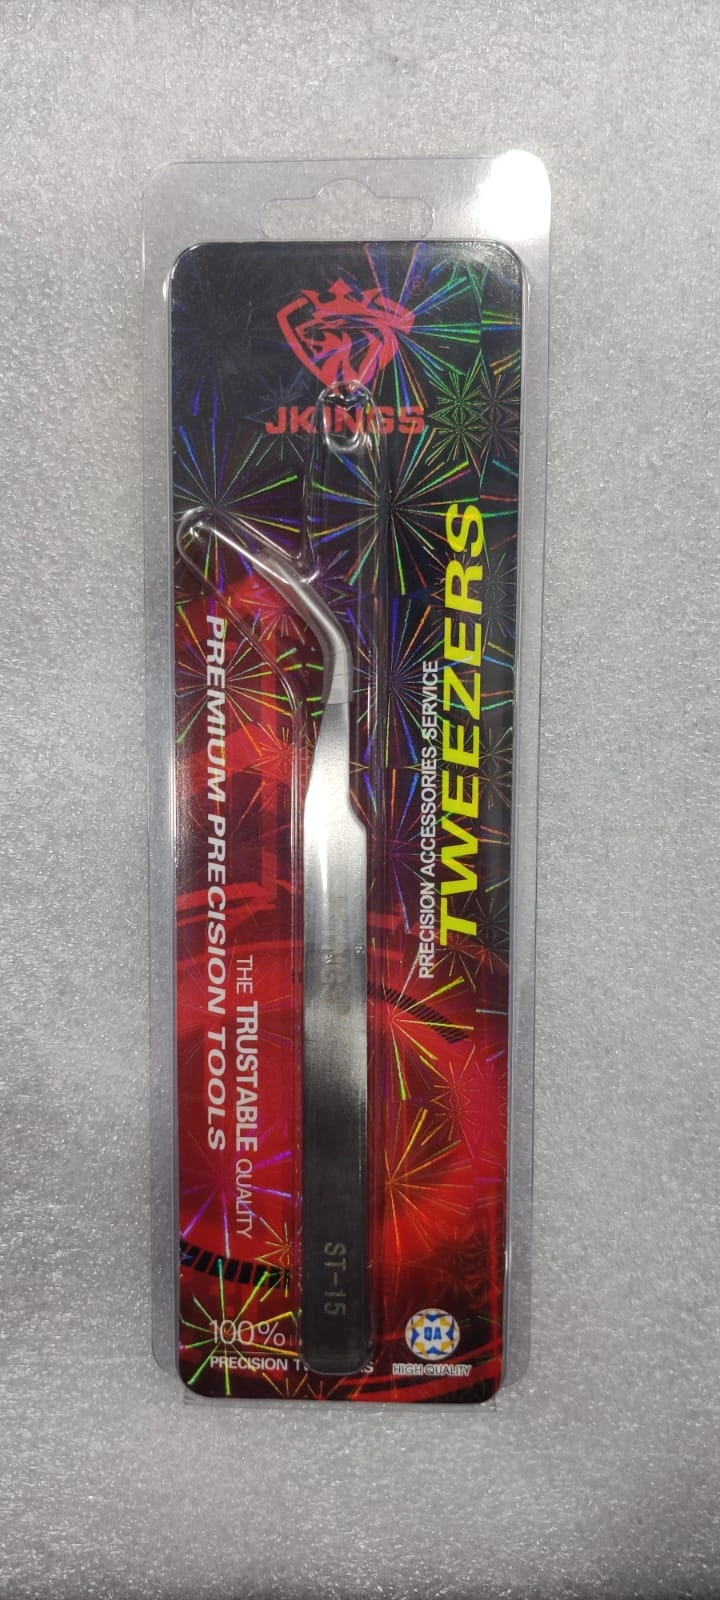 ®
JKINGS
TWEEZERS
PRECISION ACCESSORIES SERVICE
PREMIUM PRECISION TOOLS
THE TRUSTABLE QUALITY
ST-15
100%
PRECISION
QA
HIGH QUALITY